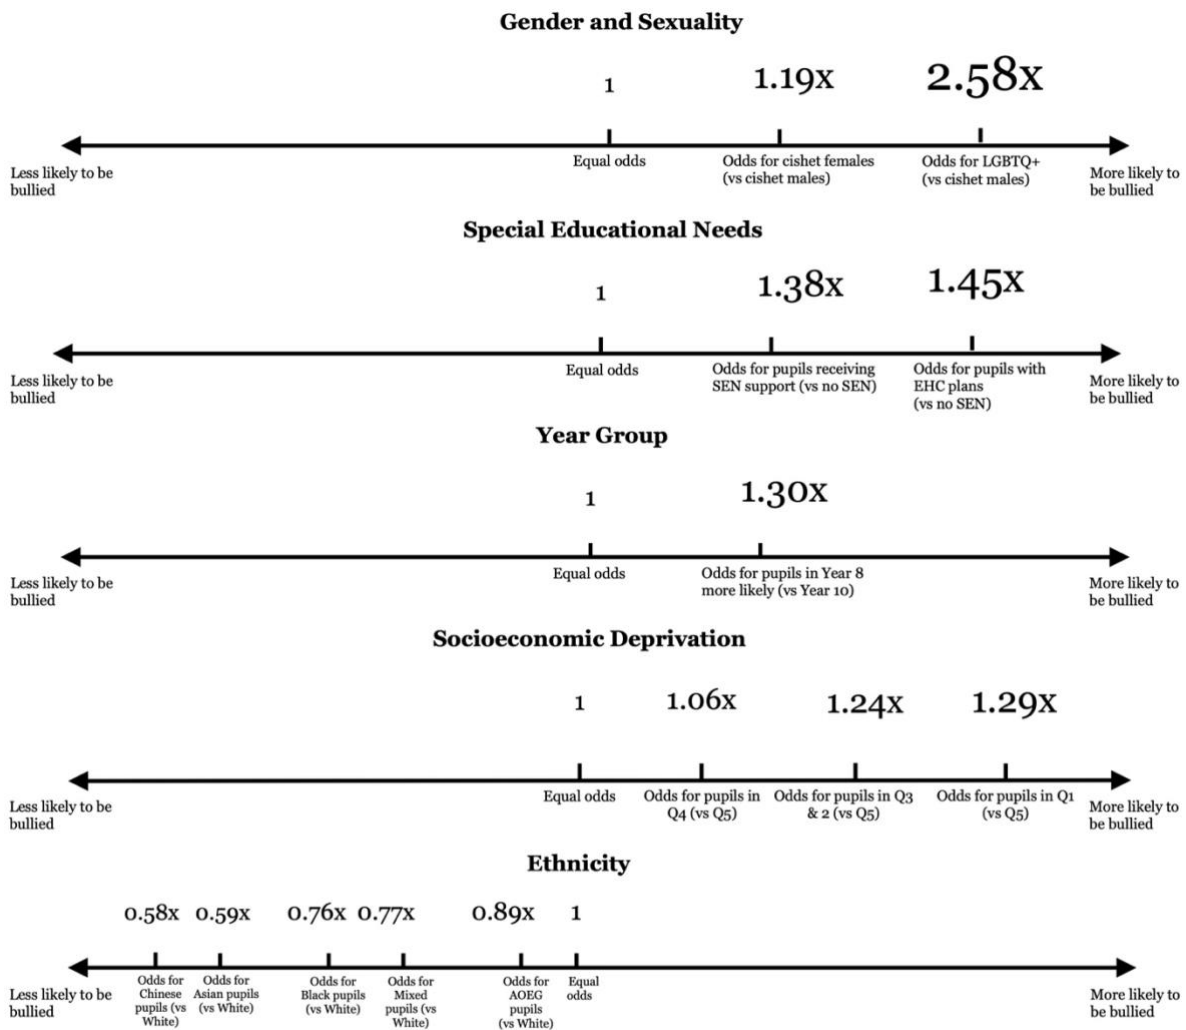 Gender and Sexuality
1
1.19x
2.58x
Less likely to be
bullied
Equal odds
Odds for cishet females
(vs cishet males)
Odds for LGBTQ+
(vs cishet males)
More likely to
be bullied
Special Educational Needs
1
1.38x
1.45x
Less likely to be
bullied
Equal odds
Odds for pupils receiving
SEN support (vs no SEN)
Odds for pupils with
EHC plans
(vs no SEN)
More likely to
be bullied
Year Group
1
1.30x
Less likely to be
bullied
Equal odds
Odds for pupils in Year 8
more likely (vs Year 10)
More likely to
be bullied
Socioeconomic Deprivation
1
1.06x
1.24x
1.29x
Less likely to be
bullied
Equal odds
Odds for pupils in
Q4 (vs Q5)
Odds for pupils in Q3
& 2 (vs Q5)
Odds for pupils in Q1
(vs Q5)
More likely to
be bullied
Ethnicity
0.58x
0.59x
0.76x
0.77x
0.89x
1
Less likely to be
bullied
Odds for
Chinese
pupils (vs
White)
Odds for
Asian pupils
(vs White)
Odds for
Black pupils
(vs White)
Odds for
Mixed
pupils (vs
White)
Odds for
AOEG
pupils
(vs White)
Equal
odds
More likely to
be bullied